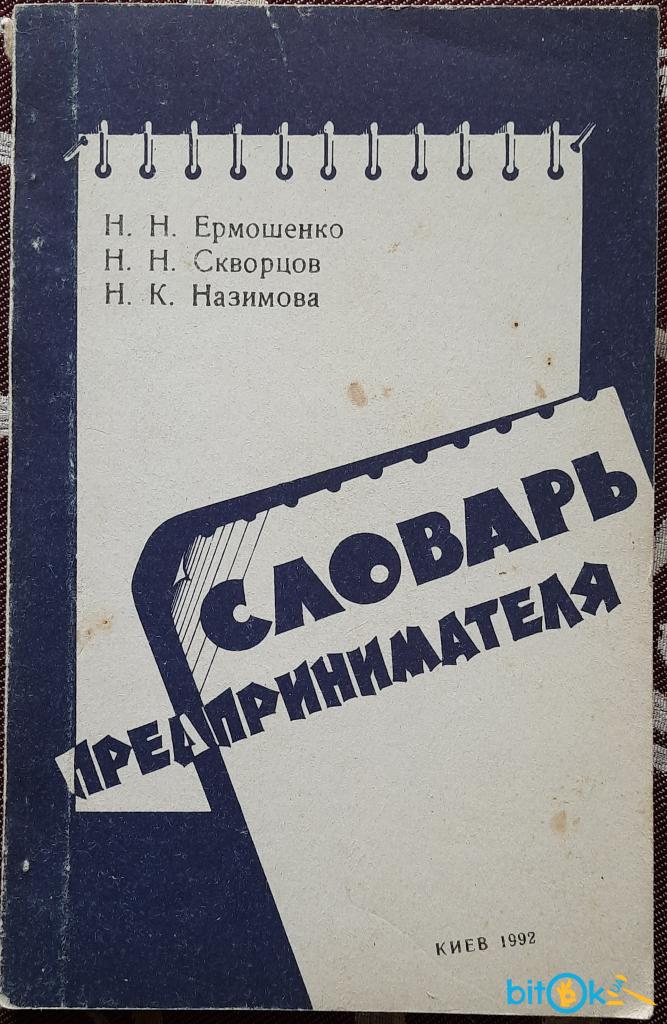 Н. Н. Ермошенко
Н. Н. Скворцов
Н. К. Назимова
СЛОВАРЬ
ПРЕДПРИНИМАТЕЛЯ
КИЕВ 1992
bitOk